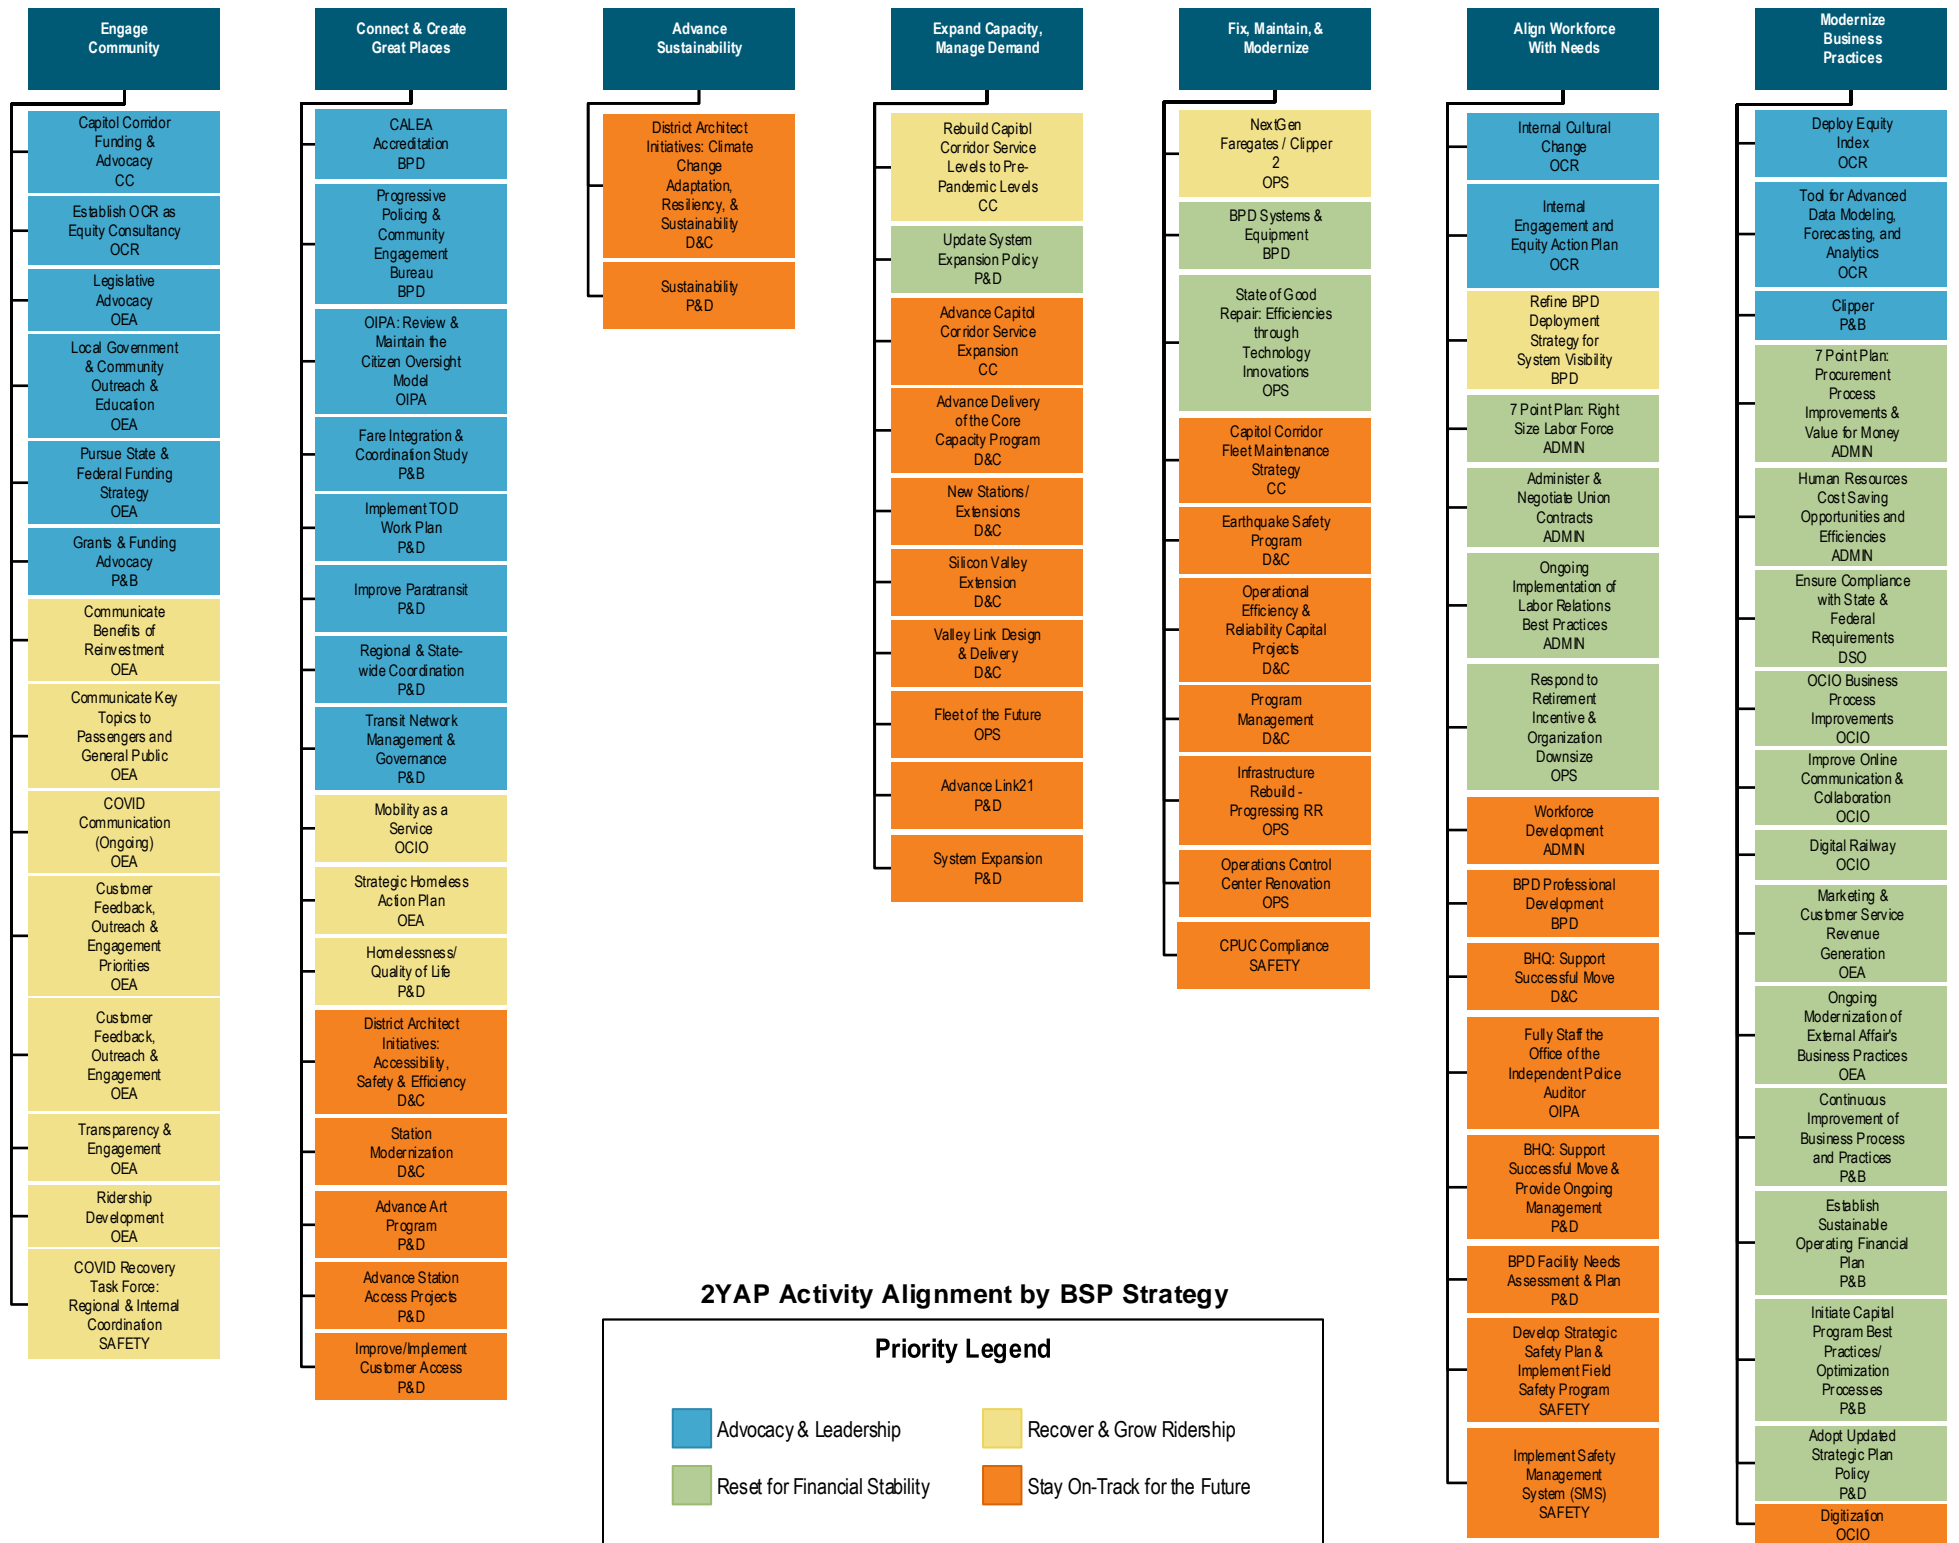 Engage
Community
Capitol Corridor
Funding &
Advocacy
CC
Establish OCR as
Equity Consultancy
OCR
Legislative
Advocacy
OEA
Local Government
& Community
Outreach &
Education
OEA
Pursue State &
Federal Funding
Strategy
OEA
Grants & Funding
Advocacy
P&B
Communicate
Benefits of
Reinvestment
OEA
Communicate Key
Topics to
Passengers and
General Public
OEA
COVID
Communication
(Ongoing)
OEA
Customer
Feedback,
Outreach &
Engagement
Priorities
OEA
Customer
Feedback,
Outreach &
Engagement
OEA
Transparency &
Engagement
OEA
Ridership
Development
OEA
COVID Recovery
Task Force:
Regional & Internal
Coordination
SAFETY
Connect & Create
Great Places
CALEA
Accreditation
BPD
Progressive
Policing &
Community
Engagement
Bureau
BPD
OIPA: Review &
Maintain the
Citizen Oversight
Model
OIPA
Fare Integration &
Coordination Study
P&B
Implement TOD
Work Plan
P&D
Improve Paratransit
P&D
Regional & State-
wide Coordination
P&D
Transit Network
Management &
Governance
P&D
Mobility as a
Service
OCIO
Strategic Homeless
Action Plan
OEA
Homelessness/
Quality of Life
P&D
District Architect
Initiatives:
Accessibility,
Safety & Efficiency
D&C
Station
Modernization
D&C
Advance Art
Program
P&D
Advance Station
Access Projects
P&D
Improve/Implement
Customer Access
P&D
Advance
Sustainability
District Architect
Initiatives: Climate
Change
Adaptation,
Resiliency, &
Sustainability
D&C
Sustainability
P&D
Expand Capacity,
Manage Demand
Rebuild Capitol
Corridor Service
Levels to Pre-
Pandemic Levels
CC
Update System
Expansion Policy
P&D
Advance Capitol
Corridor Service
Expansion
CC
Advance Delivery
of the Core
Capacity Program
D&C
New Stations/
Extensions
D&C
Silicon Valley
Extension
D&C
Valley Link Design
& Delivery
D&C
Fleet of the Future
OPS
Advance Link21
P&D
System Expansion
P&D
Fix, Maintain, &
Modernize
NextGen
Faregates / Clipper
2
OPS
BPD Systems &
Equipment
BPD
State of Good
Repair: Efficiencies
through
Technology
Innovations
OPS
Capitol Corridor
Fleet Maintenance
Strategy
CC
Earthquake Safety
Program
D&C
Operational
Efficiency &
Reliability Capital
Projects
D&C
Program
Management
D&C
Infrastructure
Rebuild -
Progressing RR
OPS
Operations Control
Center Renovation
OPS
CPUC Compliance
SAFETY
Align Workforce
With Needs
Internal Cultural
Change
OCR
Internal
Engagement and
Equity Action Plan
OCR
Refine BPD
Deployment
Strategy for
System Visibility
BPD
7 Point Plan: Right
Size Labor Force
ADMIN
Administer &
Negotiate Union
Contracts
ADMIN
Ongoing
Implementation of
Labor Relations
Best Practices
ADMIN
Respond to
Retirement
Incentive &
Organization
Downsize
OPS
Workforce
Development
ADMIN
BPD Professional
Development
BPD
BHQ: Support
Successful Move
D&C
Fully Staff the
Office of the
Independent Police
Auditor
OIPA
BHQ: Support
Successful Move &
Provide Ongoing
Management
P&D
BPD Facility Needs
Assessment & Plan
P&D
Develop Strategic
Safety Plan &
Implement Field
Safety Program
SAFETY
Implement Safety
Management
System (SMS)
SAFETY
Modernize
Business
Practices
Deploy Equity
Index
OCR
Tool for Advanced
Data Modeling,
Forecasting, and
Analytics
OCR
Clipper
P&B
7 Point Plan:
Procurement
Process
Improvements &
Value for Money
ADMIN
Human Resources
Cost Saving
Opportunities and
Efficiencies
ADMIN
Ensure Compliance
with State &
Federal
Requirements
DSO
OCIO Business
Process
Improvements
OCIO
Improve Online
Communication &
Collaboration
OCIO
Digital Railway
OCIO
Marketing &
Customer Service
Revenue
Generation
OEA
Ongoing
Modernization of
External Affair's
Business Practices
OEA
Continuous
Improvement of
Business Process
and Practices
P&B
Establish
Sustainable
Operating Financial
Plan
P&B
Initiate Capital
Program Best
Practices/
Optimization
Processes
P&B
Adopt Updated
Strategic Plan
Policy
P&D
Digitization
OCIO
2YAP Activity Alignment by BSP Strategy
Priority Legend
Advocacy & Leadership
Recover & Grow Ridership
Reset for Financial Stability
Stay On-Track for the Future